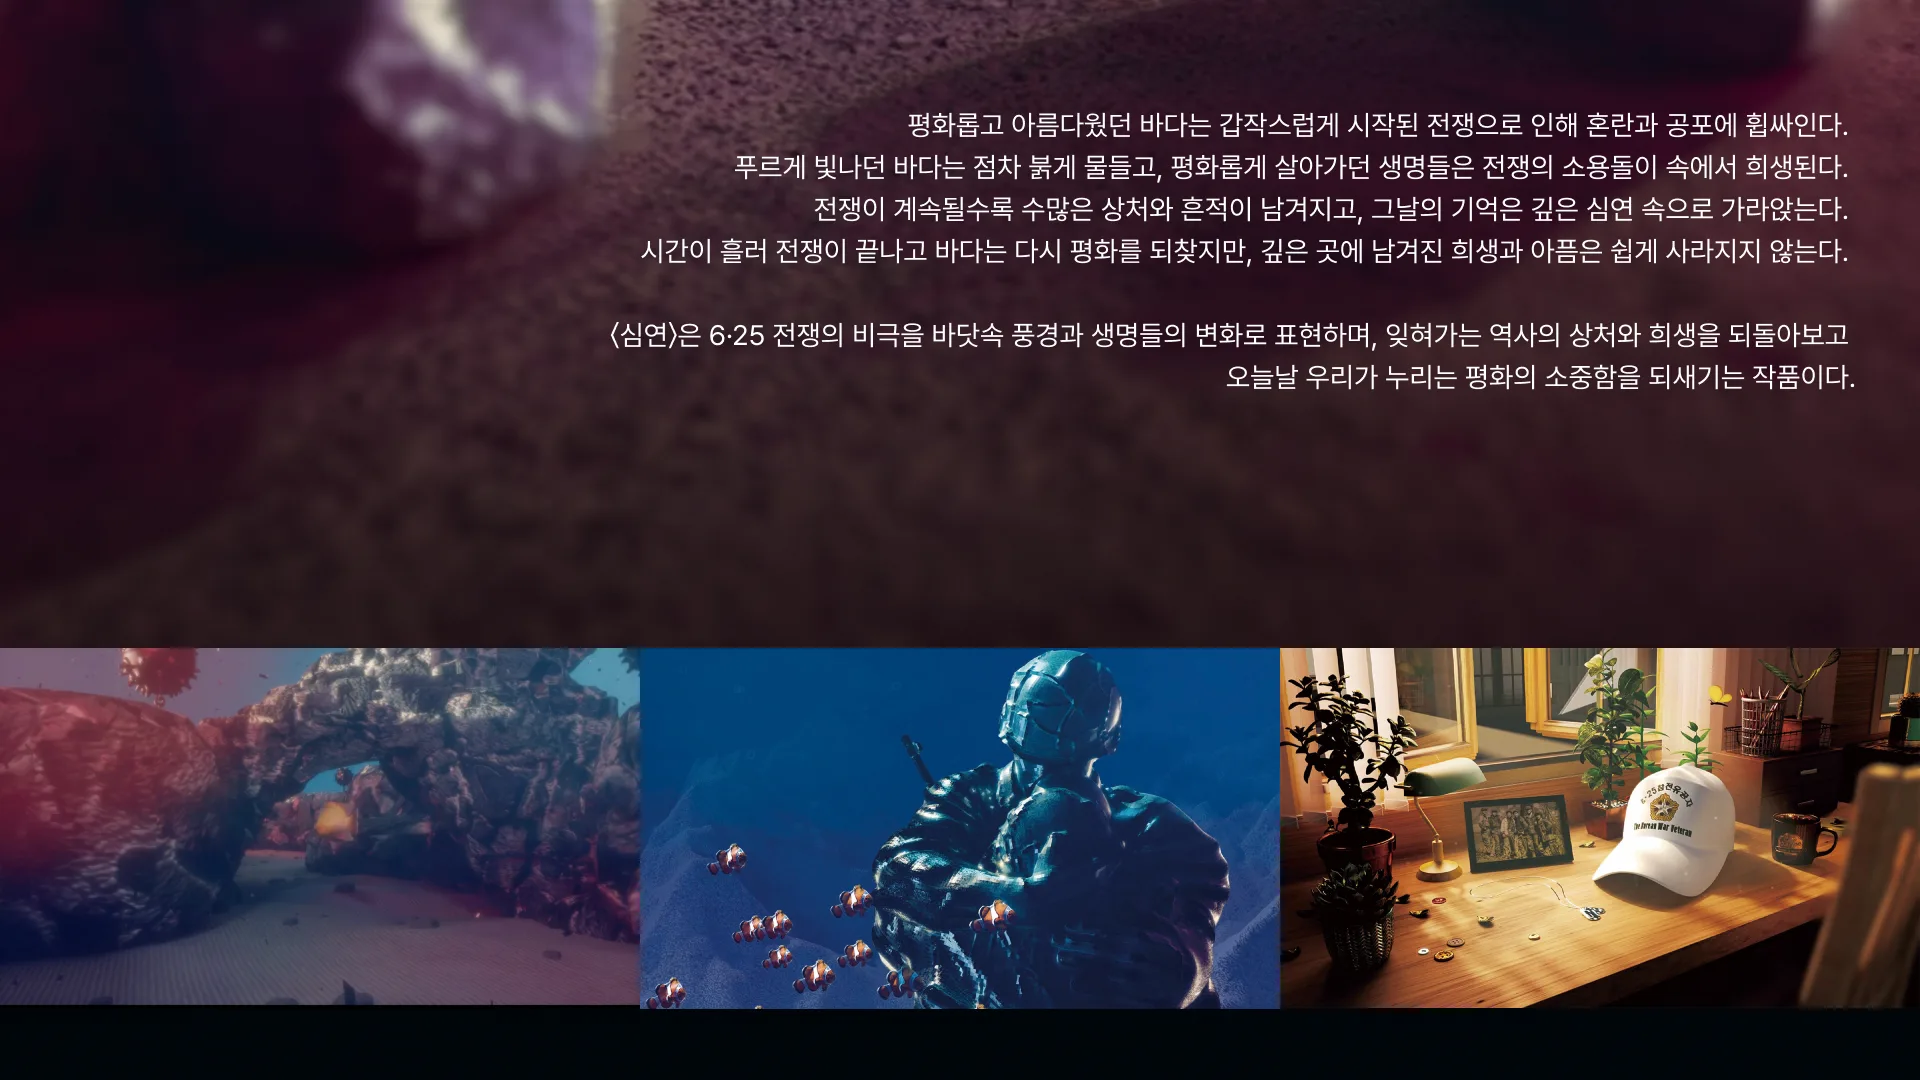 평화롭고 아름다웠던 바다는 갑작스럽게 시작된 전쟁으로 인해 혼란과 공포에 휩싸인다.
푸르게 빛나던 바다는 점차 붉게 물들고, 평화롭게 살아가던 생명들은 전쟁의 소용돌이 속에서 희생된다.
전쟁이 계속될수록 수많은 상처와 흔적이 남겨지고, 그날의 기억은 깊은 심연 속으로 가라앉는다.
시간이 흘러 전쟁이 끝나고 바다는 다시 평화를 되찾지만, 깊은 곳에 남겨진 희생과 아픔은 쉽게 사라지지 않는다.
〈심연〉은 6·25 전쟁의 비극을 바닷속 풍경과 생명들의 변화로 표현하며, 잊혀가는 역사의 상처와 희생을 되돌아보고
오늘날 우리가 누리는 평화의 소중함을 되새기는 작품이다.
6·25참전유공자
The Korean War Veteran